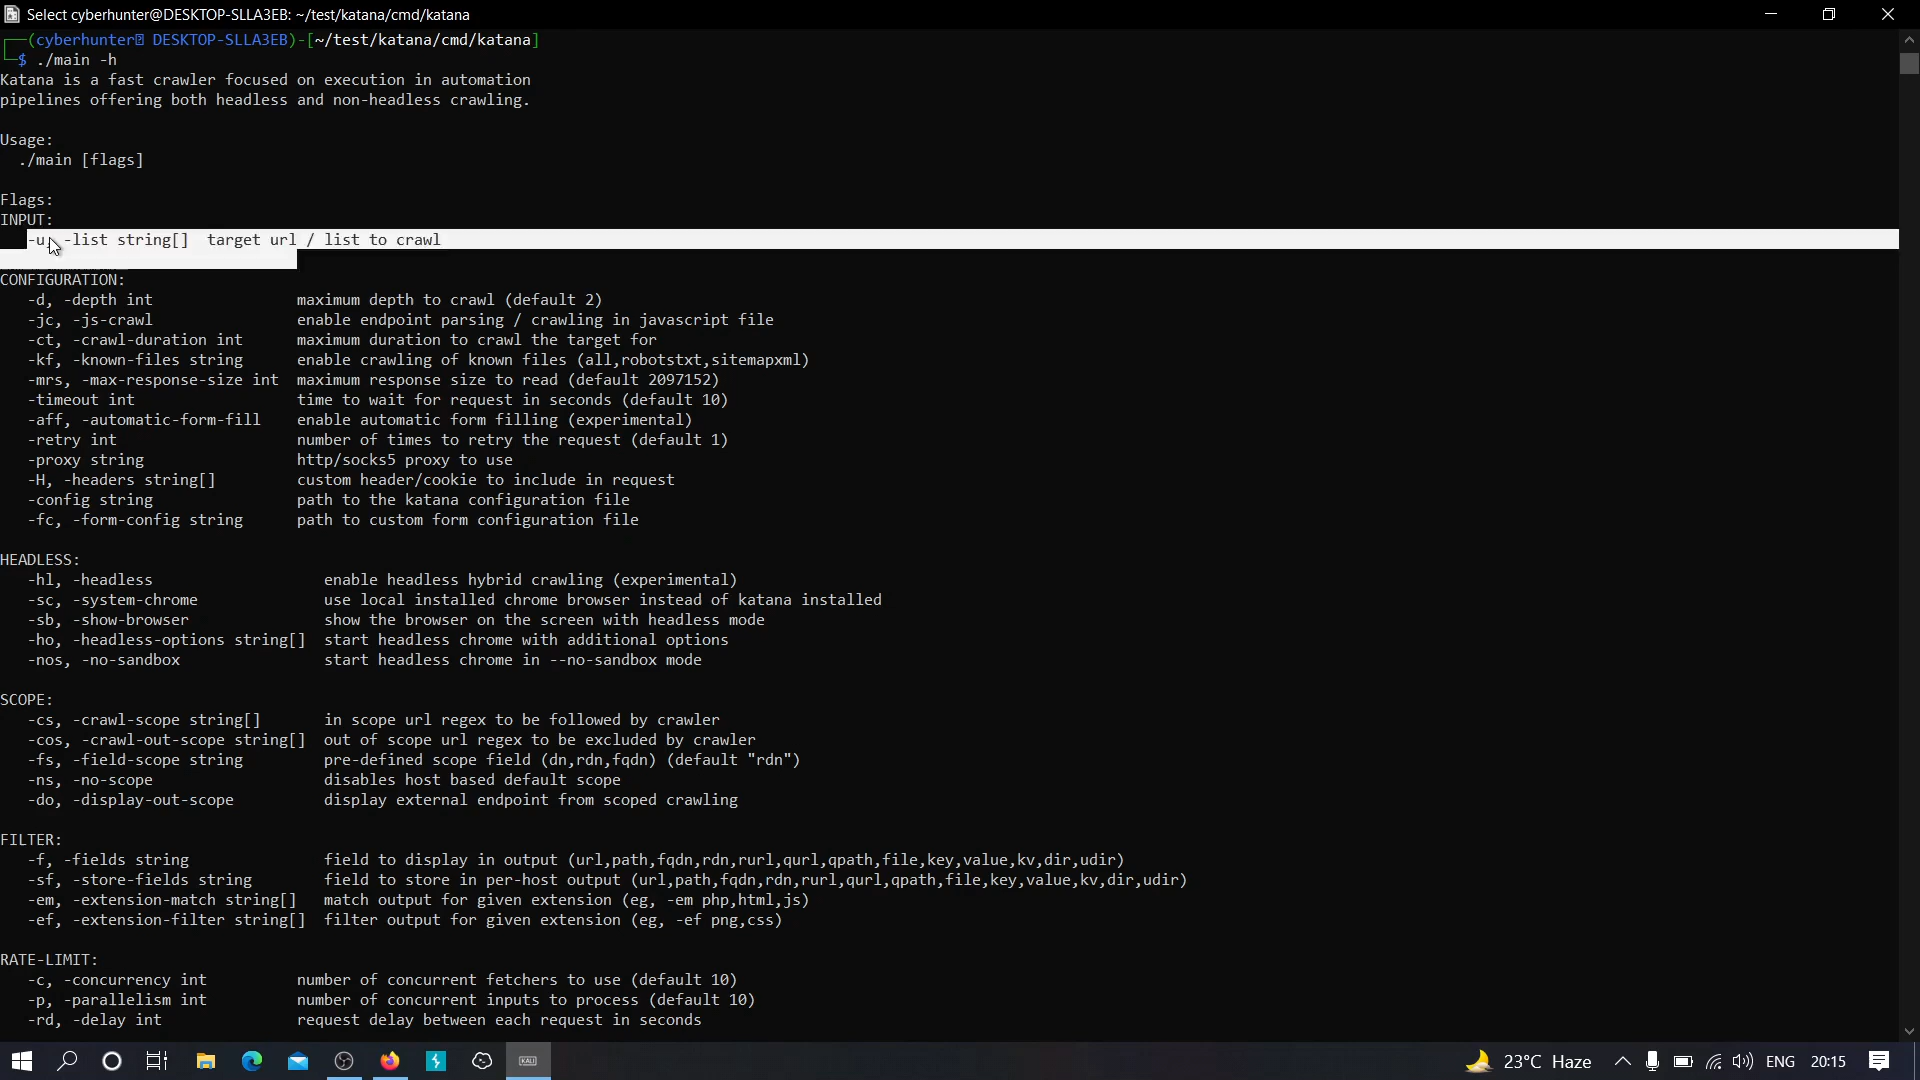 Select cyberhunter@DESKTOP-SLLA3EB: ~/test/katana/cmd/katana
(cyberhunter DESKTOP-SLLA3EB)-[~/test/katana/cmd/katana]
$ ./main -h
Katana is a fast crawler focused on execution in automation
pipelines offering both headless and non-headless crawling.
Usage:
./main [flags]
Flags:
INPUT:
-u, -list string[]  target url / list to crawl
CONFIGURATION:
-d, -depth int  maximum depth to crawl (default 2)
-jc, -js-crawl  enable endpoint parsing / crawling in javascript file
-ct, -crawl-duration int  maximum duration to crawl the target for
-kf, -known-files string  enable crawling of known files (all,robotstxt,sitemapxml)
-mrs, -max-response-size int  maximum response size to read (default 2097152)
-timeout int  time to wait for request in seconds (default 10)
-aff, -automatic-form-fill  enable automatic form filling (experimental)
-retry int  number of times to retry the request (default 1)
-proxy string  http/socks5 proxy to use
-H, -headers string[]  custom header/cookie to include in request
-config string  path to the katana configuration file
-fc, -form-config string  path to custom form configuration file
HEADLESS:
-hl, -headless  enable headless hybrid crawling (experimental)
-sc, -system-chrome  use local installed chrome browser instead of katana installed
-sb, -show-browser  show the browser on the screen with headless mode
-ho, -headless-options string[]  start headless chrome with additional options
-nos, -no-sandbox  start headless chrome in --no-sandbox mode
SCOPE:
-cs, -crawl-scope string[]  in scope url regex to be followed by crawler
-cos, -crawl-out-scope string[]  out of scope url regex to be excluded by crawler
-fs, -field-scope string  pre-defined scope field (dn,rdn,fqdn) (default "rdn")
-ns, -no-scope  disables host based default scope
-do, -display-out-scope  display external endpoint from scoped crawling
FILTER:
-f, -fields string  field to display in output (url,path,fqdn,rdn,rurl,qurl,qpath,file,key,value,kv,dir,udir)
-sf, -store-fields string  field to store in per-host output (url,path,fqdn,rdn,rurl,qurl,qpath,file,key,value,kv,dir,udir)
-em, -extension-match string[]  match output for given extension (eg, -em php,html,js)
-ef, -extension-filter string[]  filter output for given extension (eg, -ef png,css)
RATE-LIMIT:
-c, -concurrency int  number of concurrent fetchers to use (default 10)
-p, -parallelism int  number of concurrent inputs to process (default 10)
-rd, -delay int  request delay between each request in seconds
KALI
23°C Haze
ENG
20:15